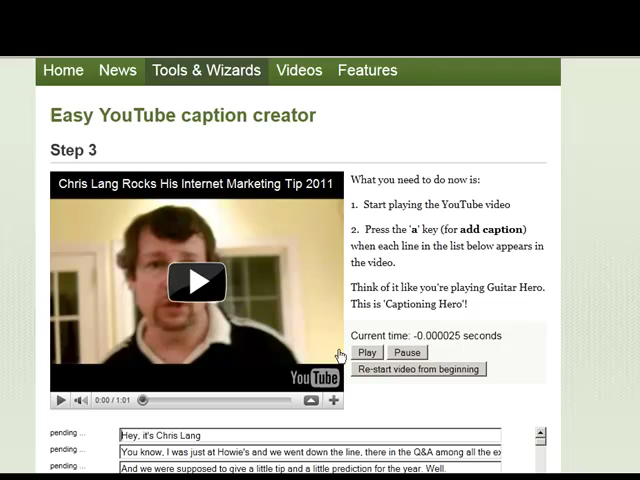 Home News Tools & Wizards Videos Features
Easy YouTube caption creator
Step 3
Chris Lang Rocks His Internet Marketing Tip 2011
YouTube
0:00 / 1:01
What you need to do now is:
1. Start playing the YouTube video
2. Press the 'a' key (for add caption)
when each line in the list below appears in
the video.
Think of it like you're playing Guitar Hero.
This is 'Captioning Hero'!
Current time: -0.000025 seconds
Play Pause
Re-start video from beginning
pending ... Hey, it's Chris Lang
pending ... You know, I was just at Howie's and we went down the line, there in the Q&A among all the ex
pending ... And we were supposed to give a little tip and a little prediction for the year. Well.